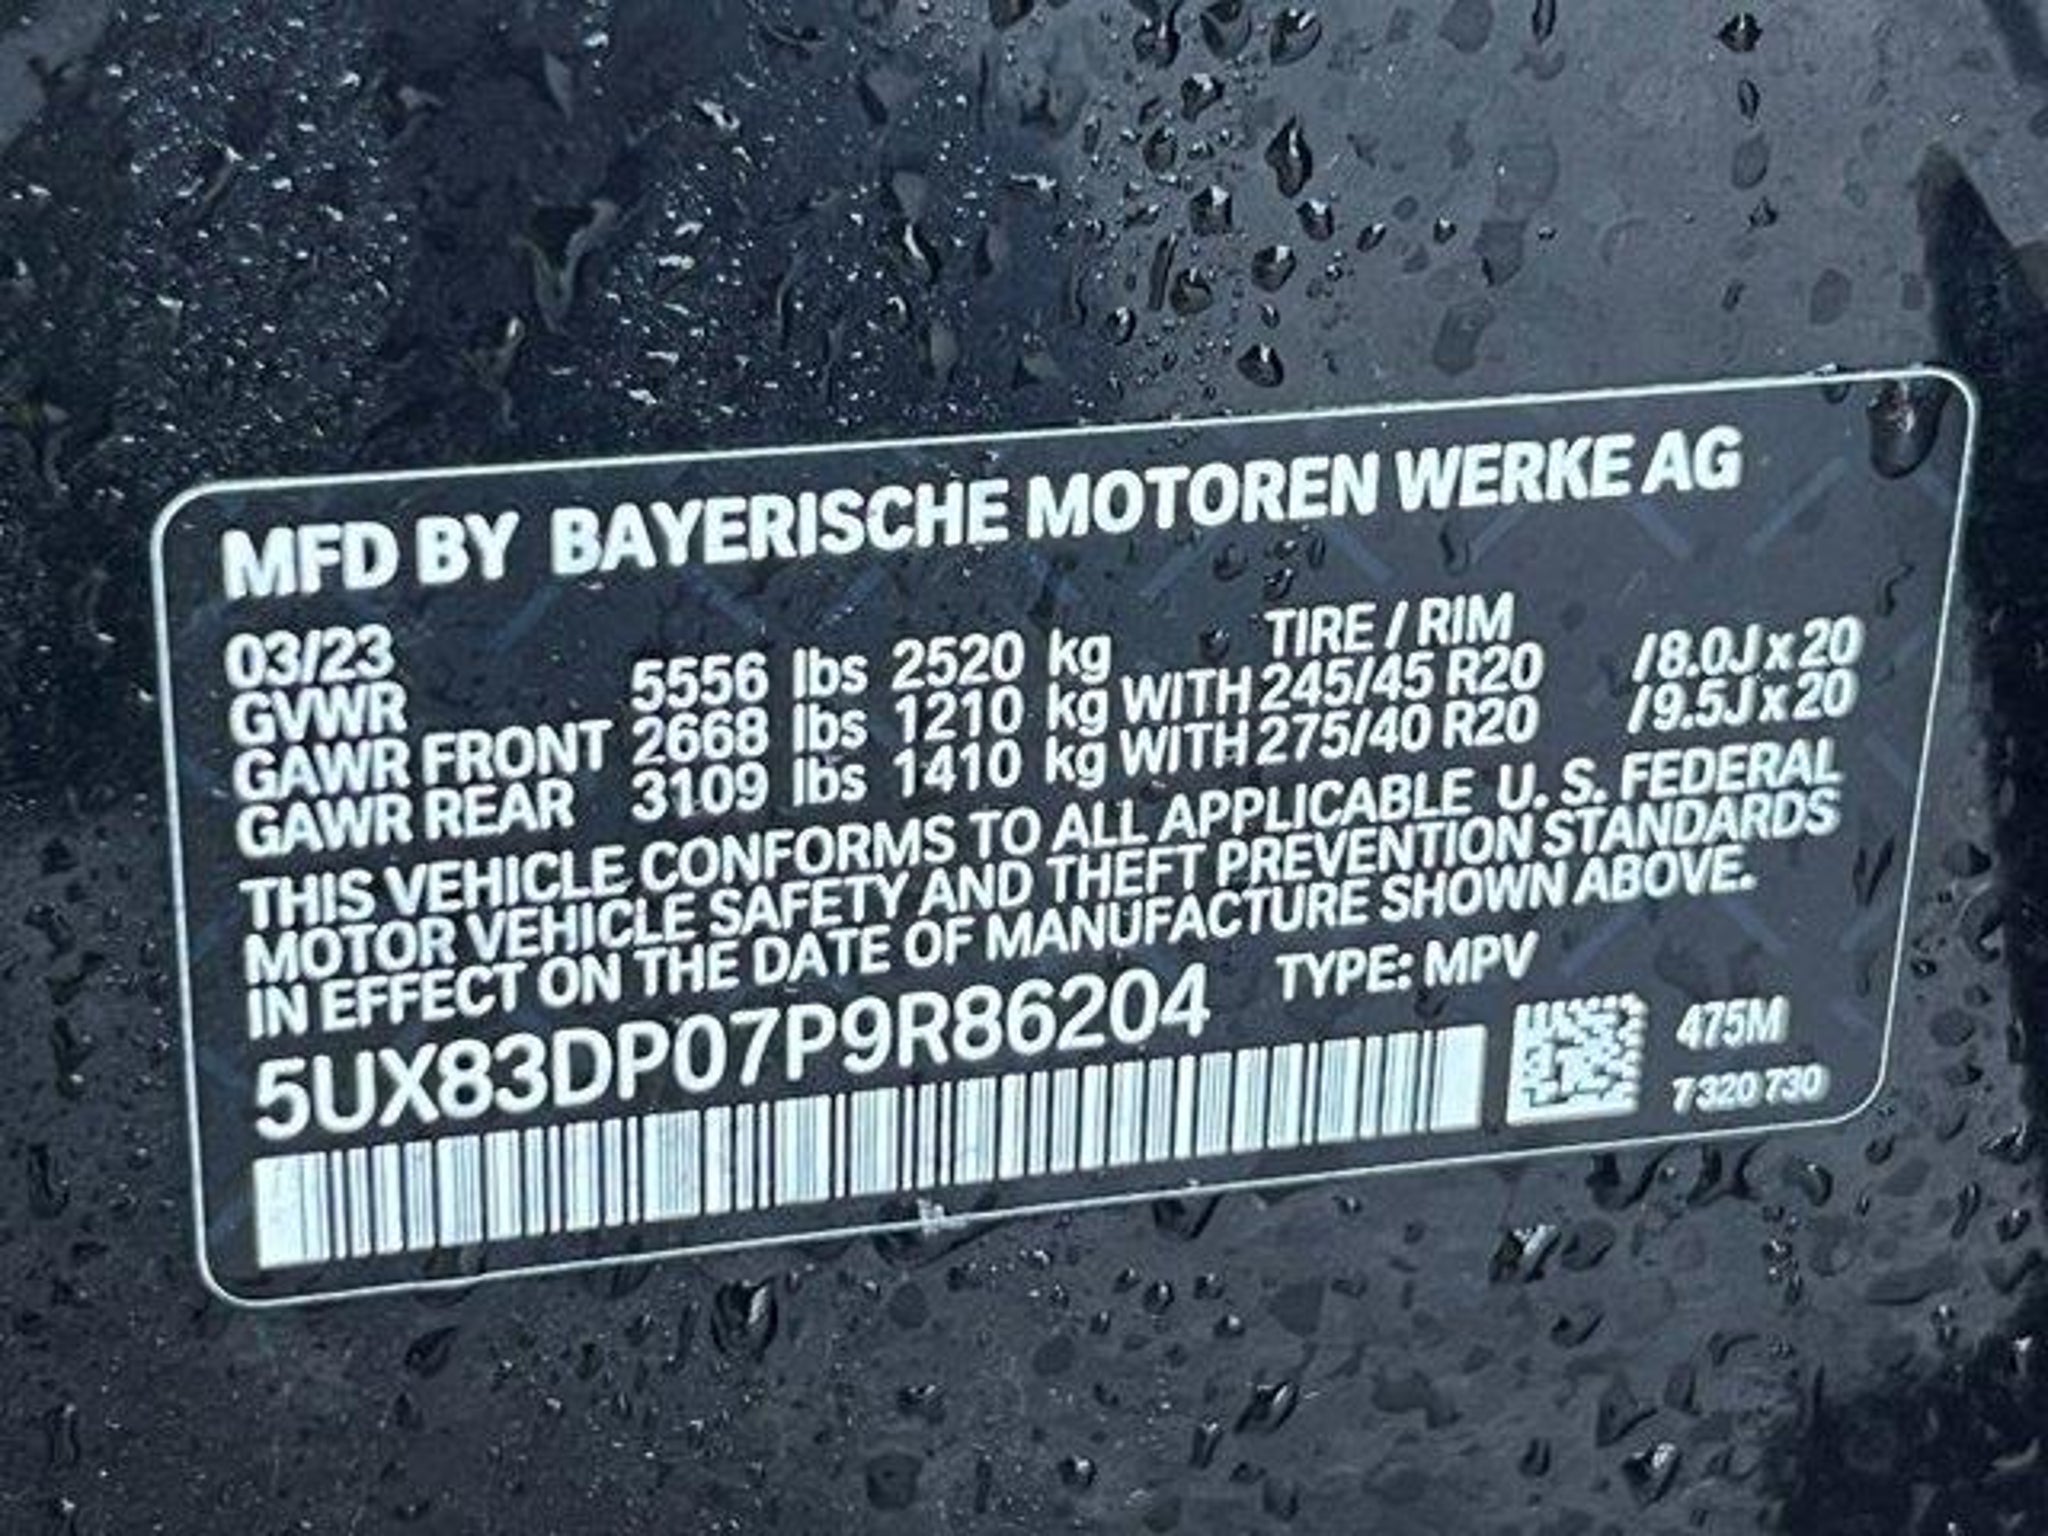 MFD BY BAYERISCHE MOTOREN WERKE AG
03/23 TIRE / RIM
GVWR 5556 lbs 2520 kg
GAWR FRONT 2668 lbs 1210 kg WITH 245/45 R20 /8.0J x 20
GAWR REAR 3109 lbs 1410 kg WITH 275/40 R20 /9.5J x 20
THIS VEHICLE CONFORMS TO ALL APPLICABLE U. S. FEDERAL
MOTOR VEHICLE SAFETY AND THEFT PREVENTION STANDARDS
IN EFFECT ON THE DATE OF MANUFACTURE SHOWN ABOVE.
5UX83DP07P9R86204 TYPE: MPV
475M
7 320 730